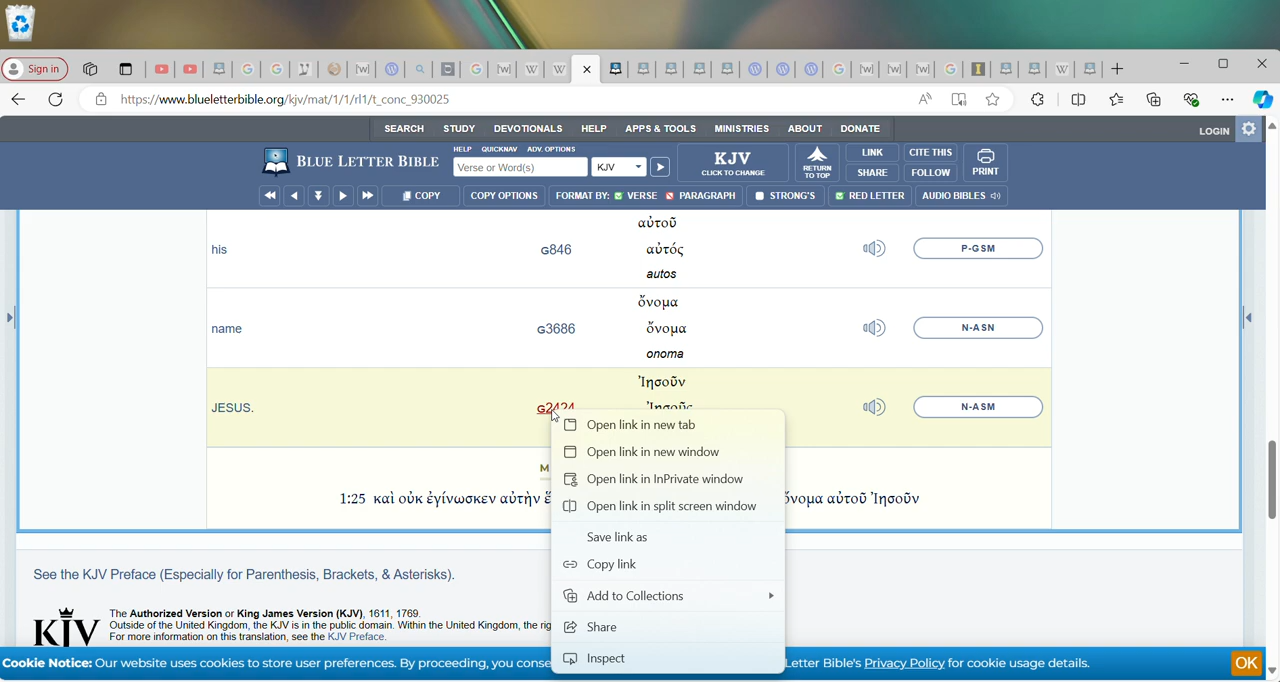 Sign in
https://www.blueletterbible.org/kjv/mat/1/1/rl1/t_conc_930025
SEARCH STUDY DEVOTIONALS HELP APPS & TOOLS MINISTRIES ABOUT DONATE
LOGIN
BLUE LETTER BIBLE
HELP QUICKNAV ADV. OPTIONS
Verse or Word(s) KJV
KJV
CLICK TO CHANGE
RETURN
TO TOP
LINK
SHARE
CITE THIS
FOLLOW
PRINT
COPY COPY OPTIONS FORMAT BY: VERSE PARAGRAPH STRONG'S RED LETTER AUDIO BIBLES
αὐτοῦ
his G846 αὐτός P-GSM
autos
ὄνομα
name G3686 ὄνομα N-ASN
onoma
Ἰησοῦν
JESUS. G2424 Ἰησοῦς N-ASM
M
1:25 καὶ οὐκ ἐγίνωσκεν αὐτὴν ὄνομα αὐτοῦ Ἰησοῦν
Open link in new tab
Open link in new window
Open link in InPrivate window
Open link in split screen window
Save link as
Copy link
Add to Collections
Share
Inspect
See the KJV Preface (Especially for Parenthesis, Brackets, & Asterisks).
KJV
The Authorized Version or King James Version (KJV), 1611, 1769.
Outside of the United Kingdom, the KJV is in the public domain. Within the United Kingdom, the
For more information on this translation, see the KJV Preface.
Cookie Notice: Our website uses cookies to store user preferences. By proceeding, you Letter Bible's Privacy Policy for cookie usage details.
OK